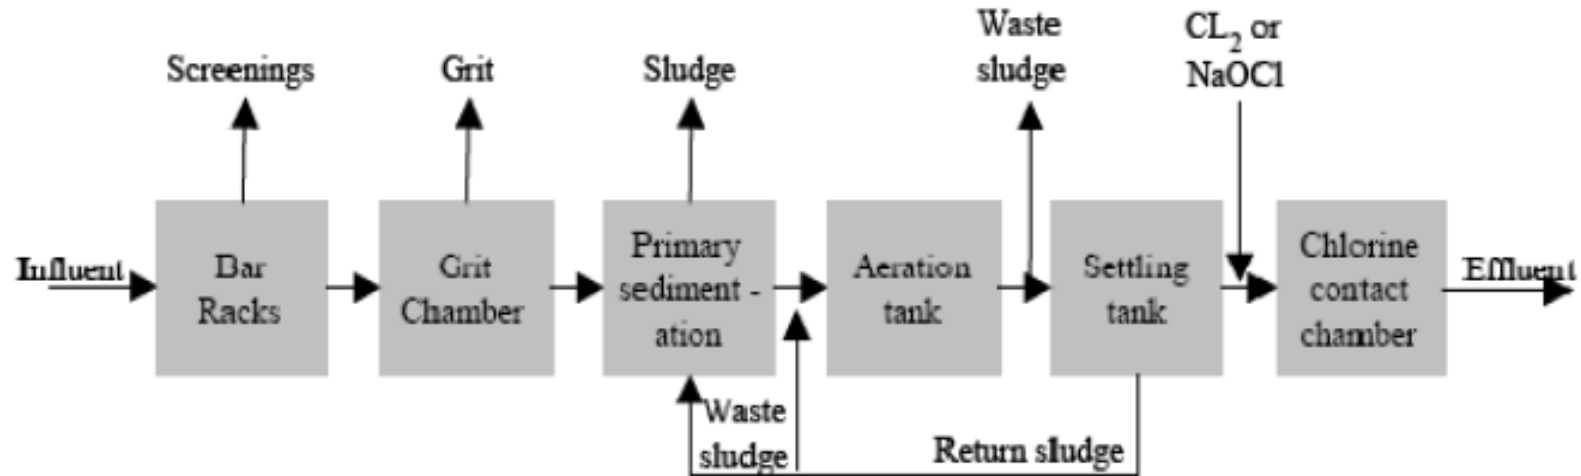 Waste
sludge
CL2 or
NaOCl
Screenings
Grit
Sludge
Influent
Bar
Racks
Grit
Chamber
Primary
sediment -
ation
Aeration
tank
Settling
tank
Chlorine
contact
chamber
Effluent
Waste
sludge
Return sludge